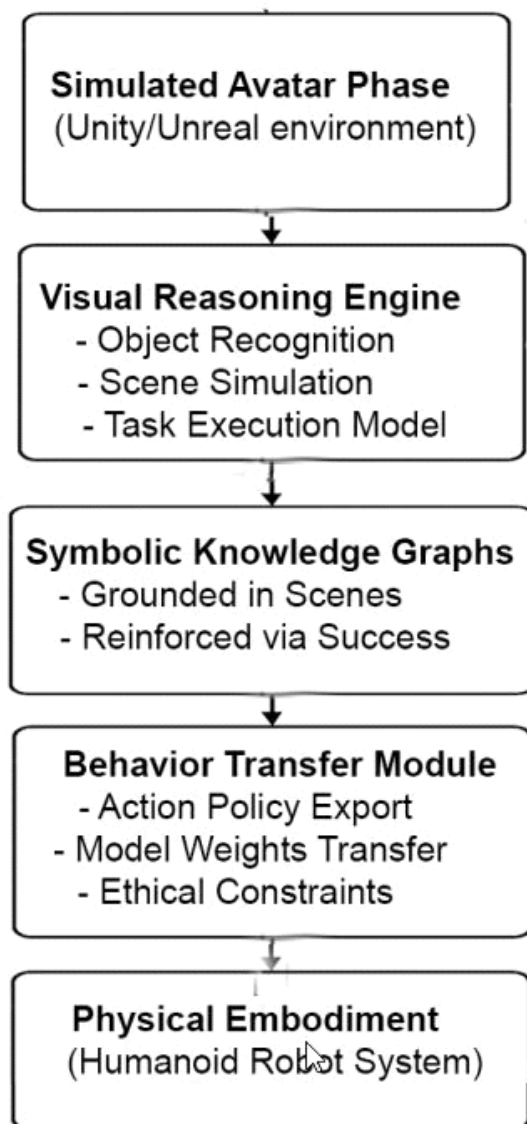 Simulated Avatar Phase
(Unity/Unreal environment)
Visual Reasoning Engine
- Object Recognition
- Scene Simulation
- Task Execution Model
Symbolic Knowledge Graphs
- Grounded in Scenes
- Reinforced via Success
Behavior Transfer Module
- Action Policy Export
- Model Weights Transfer
- Ethical Constraints
Physical Embodiment
(Humanoid Robot System)